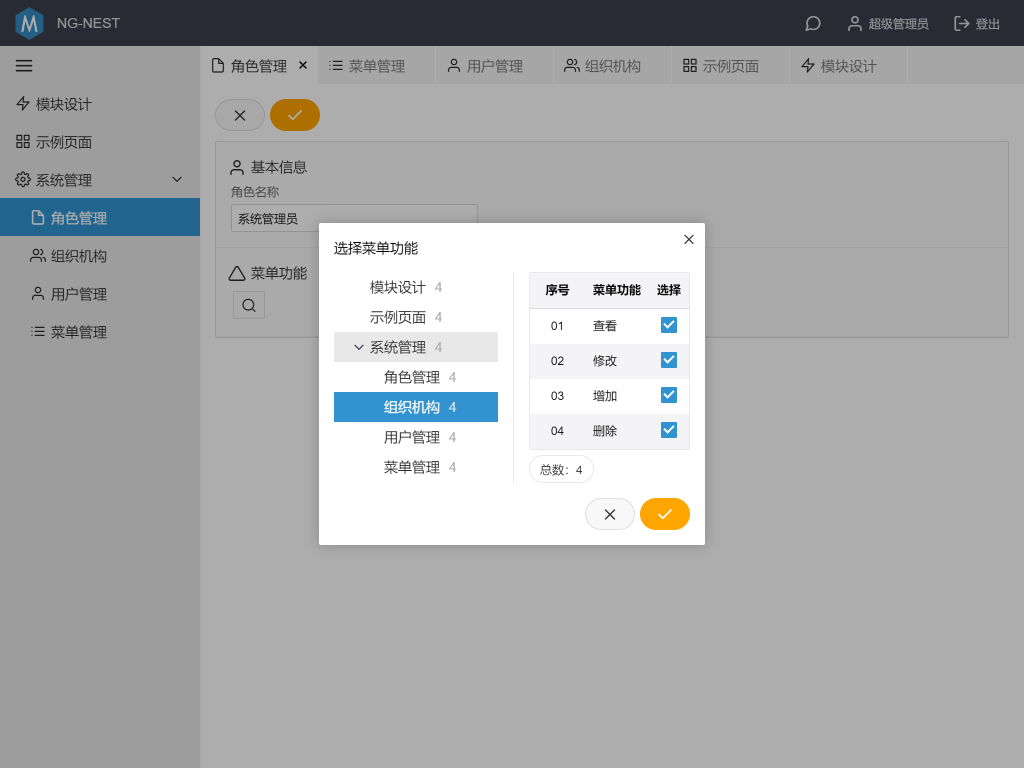 NG-NEST
超级管理员
登出
角色管理
菜单管理
用户管理
组织机构
示例页面
模块设计
模块设计
示例页面
系统管理
角色管理
组织机构
用户管理
菜单管理
基本信息
角色名称
系统管理员
菜单功能
选择菜单功能
模块设计 4
示例页面 4
系统管理 4
角色管理 4
组织机构 4
用户管理 4
菜单管理 4
序号 菜单功能 选择
01 查看
02 修改
03 增加
04 删除
总数: 4